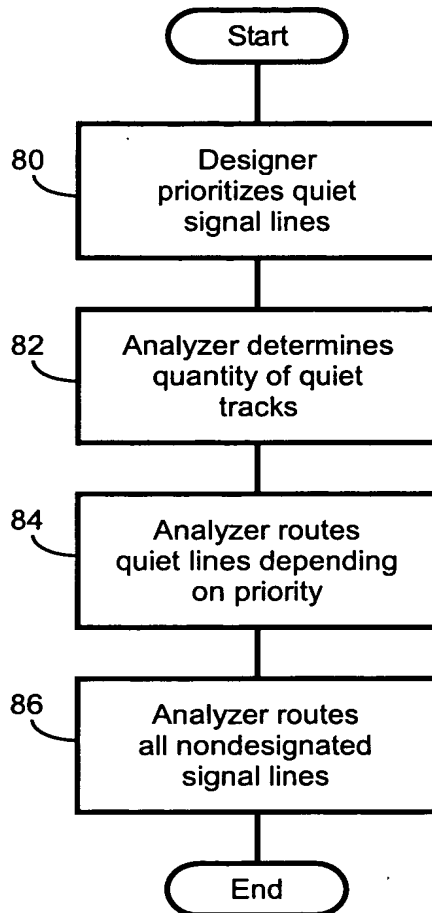 Start
80
Designer
prioritizes quiet
signal lines
82
Analyzer determines
quantity of quiet
tracks
84
Analyzer routes
quiet lines depending
on priority
86
Analyzer routes
all nondesignated
signal lines
End